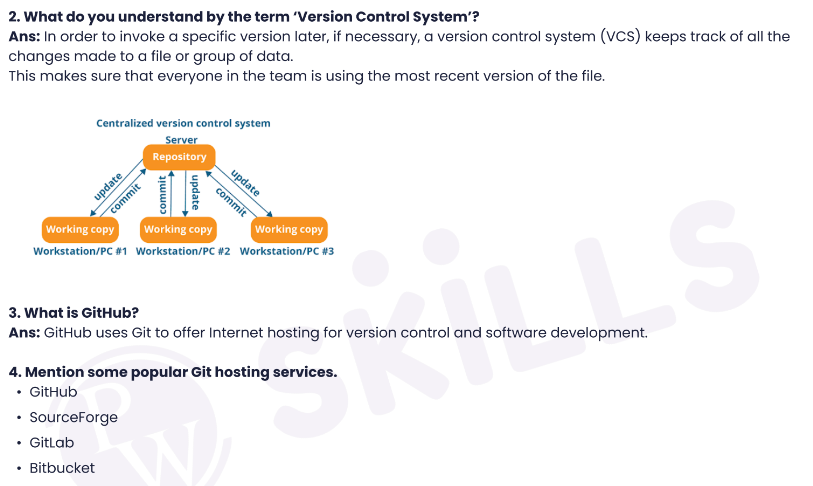 2. What do you understand by the term ‘Version Control System’?
Ans: In order to invoke a specific version later, if necessary, a version control system (VCS) keeps track of all the
changes made to a file or group of data.
This makes sure that everyone in the team is using the most recent version of the file.
Centralized version control system
Server
Repository
update
commit
commit
update
update
commit
Working copy
Working copy
Working copy
Workstation/PC #1
Workstation/PC #2
Workstation/PC #3
3. What is GitHub?
Ans: GitHub uses Git to offer Internet hosting for version control and software development.
4. Mention some popular Git hosting services.
• GitHub
• SourceForge
• GitLab
• Bitbucket
PW
SKILLS